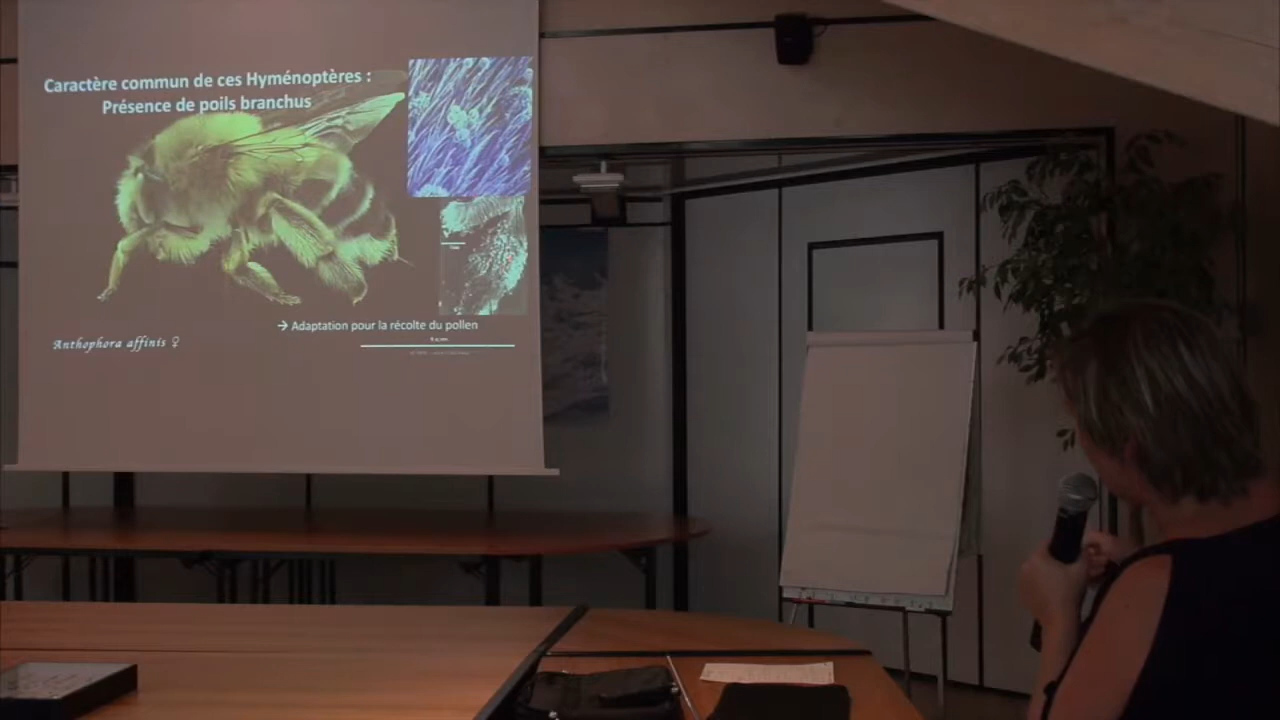 Caractère commun de ces Hyménoptères :
Présence de poils branchus
→ Adaptation pour la récolte du pollen
Anthophora affinis ♀